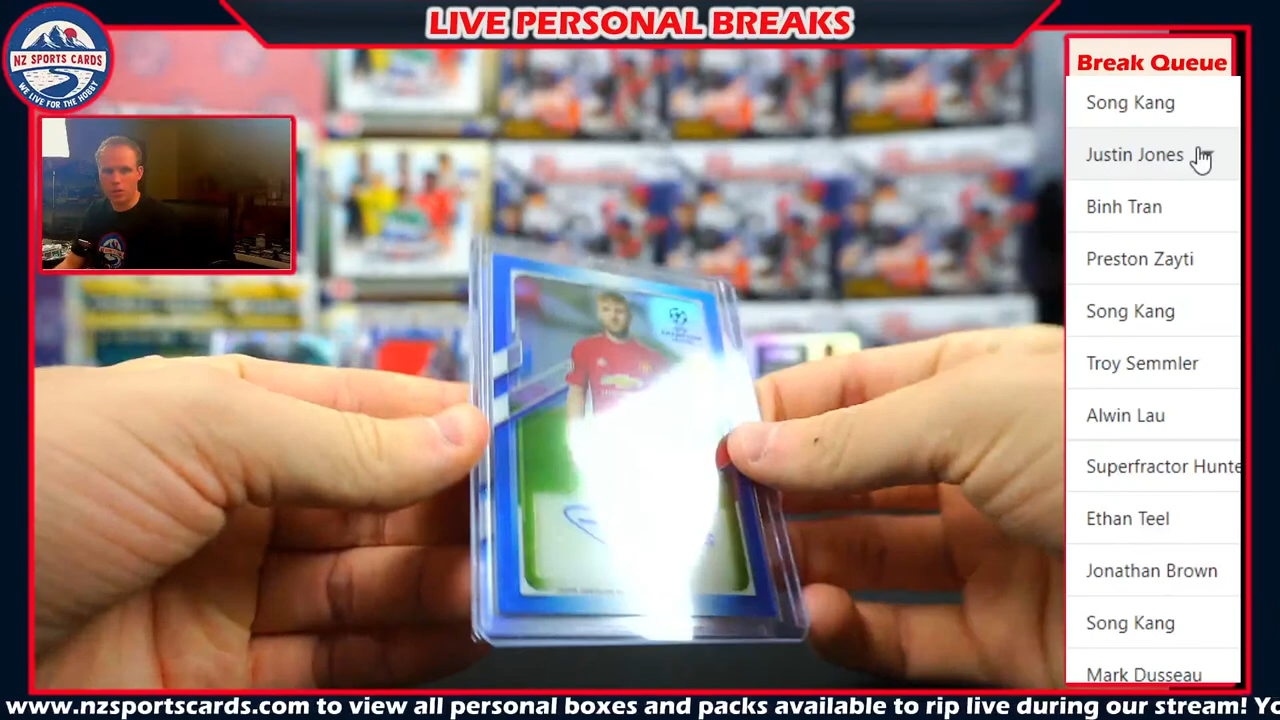 LIVE PERSONAL BREAKS
NZ SPORTS CARDS
WE LIVE FOR THE HOBBY
Break Queue
Song Kang
Justin Jones
Binh Tran
Preston Zayti
Song Kang
Troy Semmler
Alwin Lau
Superfractor Hunte
Ethan Teel
Jonathan Brown
Song Kang
Mark Dusseau
www.nzsportscards.com to view all personal boxes and packs available to rip live during our stream! Yo